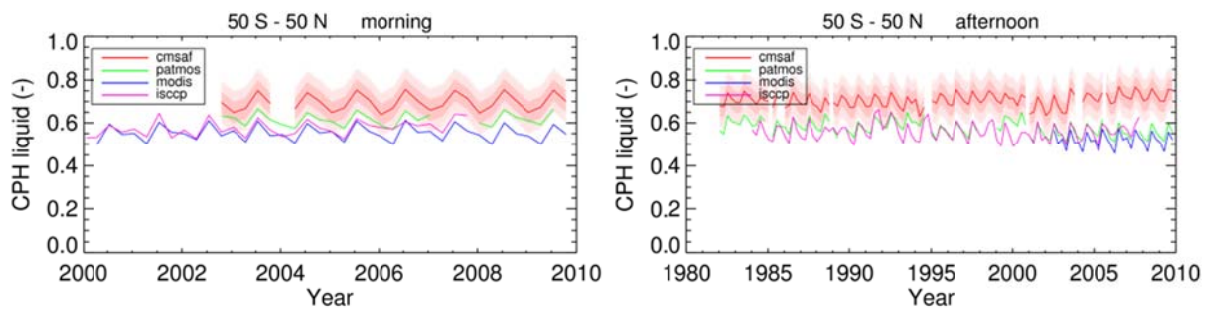 50 S - 50 N morning
1.0
0.8
0.6
0.4
0.2
0.0
CPH liquid (-)
cmsaf
patmos
modis
isccp
2000 2002 2004 2006 2008 2010
Year
50 S - 50 N afternoon
1.0
0.8
0.6
0.4
0.2
0.0
CPH liquid (-)
cmsaf
patmos
modis
isccp
1980 1985 1990 1995 2000 2005 2010
Year